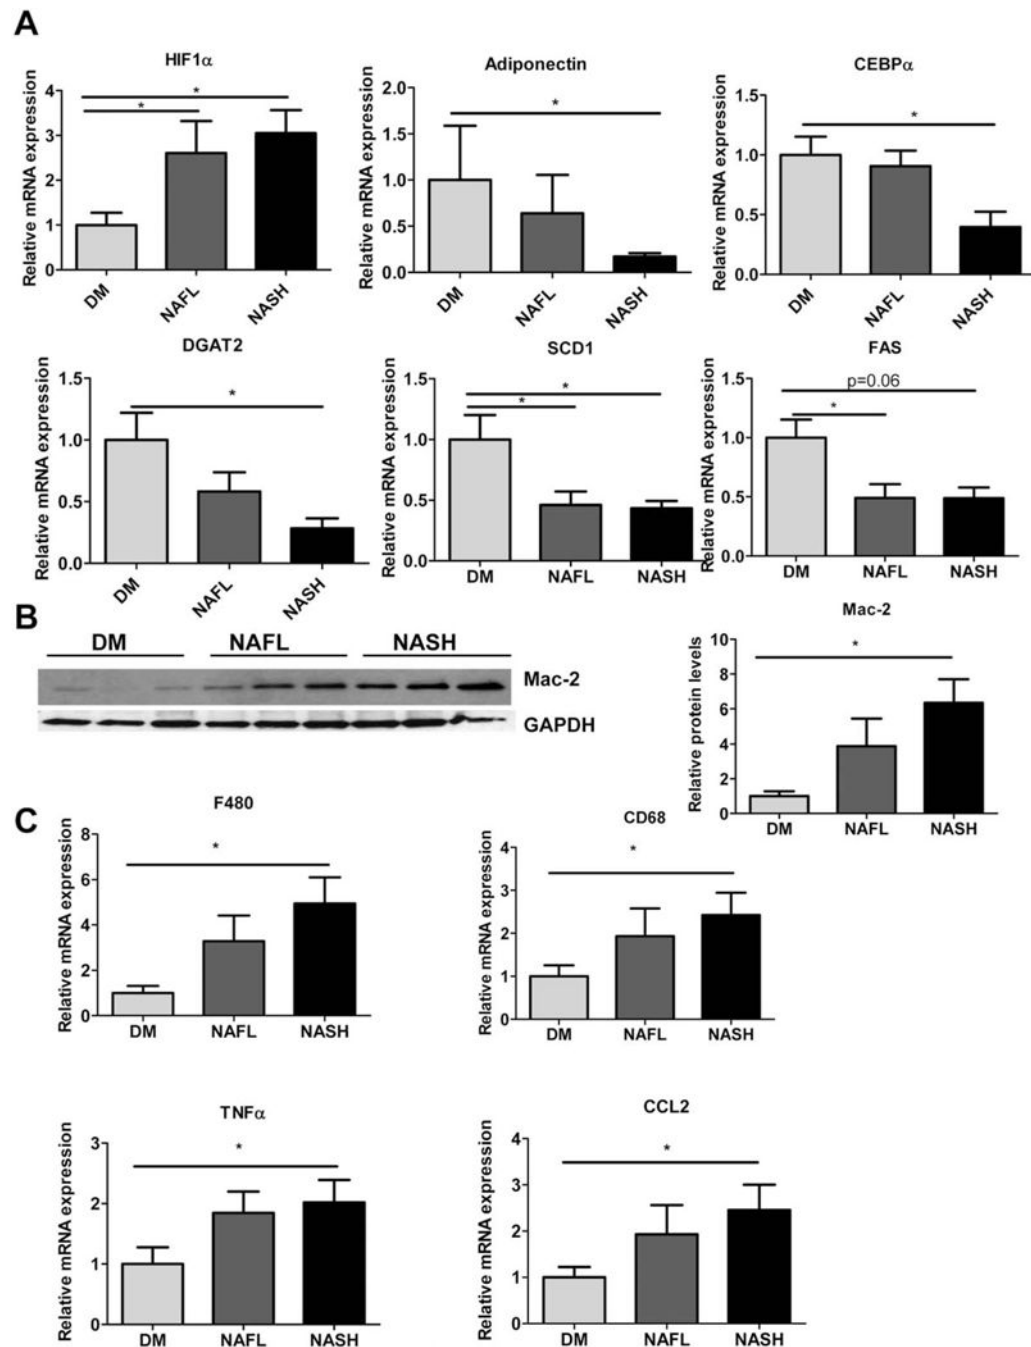 A
HIF1α
Relative mRNA expression
4
3
2
1
0
*
*
DM
NAFL
NASH
Adiponectin
Relative mRNA expression
2.0
1.5
1.0
0.5
0.0
*
DM
NAFL
NASH
CEBPα
Relative mRNA expression
1.5
1.0
0.5
0.0
*
DM
NAFL
NASH
DGAT2
Relative mRNA expression
1.5
1.0
0.5
0.0
*
DM
NAFL
NASH
SCD1
Relative mRNA expression
1.5
1.0
0.5
0.0
*
*
DM
NAFL
NASH
FAS
Relative mRNA expression
1.5
1.0
0.5
0.0
p=0.06
*
DM
NAFL
NASH
B
DM NAFL NASH
Mac-2
GAPDH
Mac-2
Relative protein levels
10
8
6
4
2
0
*
DM
NAFL
NASH
C
F480
Relative mRNA expression
8
6
4
2
0
*
DM
NAFL
NASH
CD68
Relative mRNA expression
4
3
2
1
0
*
DM
NAFL
NASH
TNFα
Relative mRNA expression
3
2
1
0
*
DM
NAFL
NASH
CCL2
Relative mRNA expression
4
3
2
1
0
*
DM
NAFL
NASH